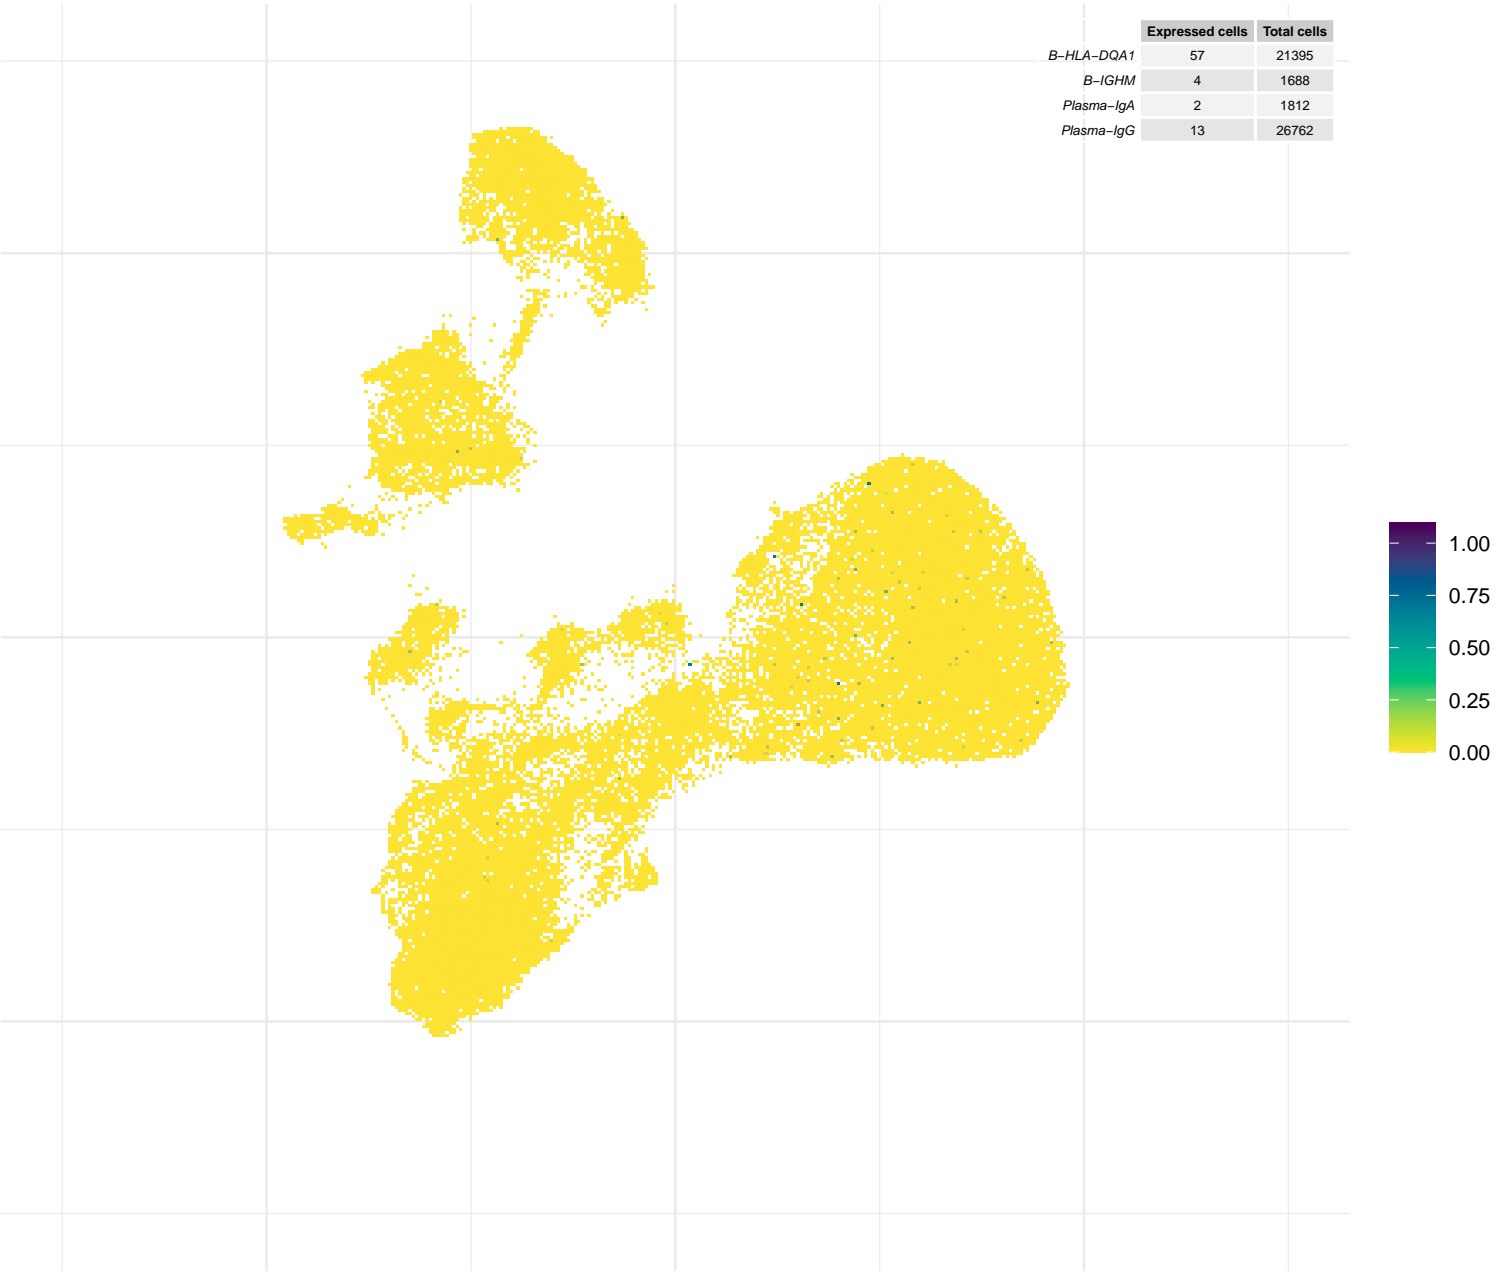 Expressed cells Total cells
B−HLA−DQA1 57 21395
B−IGHM 4 1688
Plasma−IgA 2 1812
Plasma−IgG 13 26762
1.00
0.75
0.50
0.25
0.00